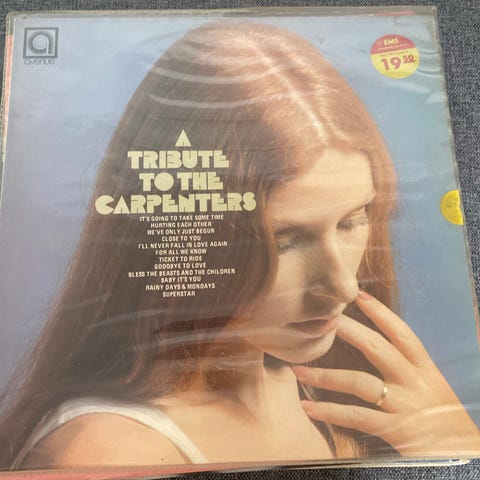 a
avenue
EMI
19 50
A
TRIBUTE
TO THE
CARPENTERS
IT'S GOING TO TAKE SOME TIME
HURTING EACH OTHER
WE'VE ONLY JUST BEGUN
CLOSE TO YOU
I'LL NEVER FALL IN LOVE AGAIN
FOR ALL WE KNOW
TICKET TO RIDE
GOODBYE TO LOVE
BLESS THE BEASTS AND THE CHILDREN
BABY IT'S YOU
RAINY DAYS & MONDAYS
SUPERSTAR